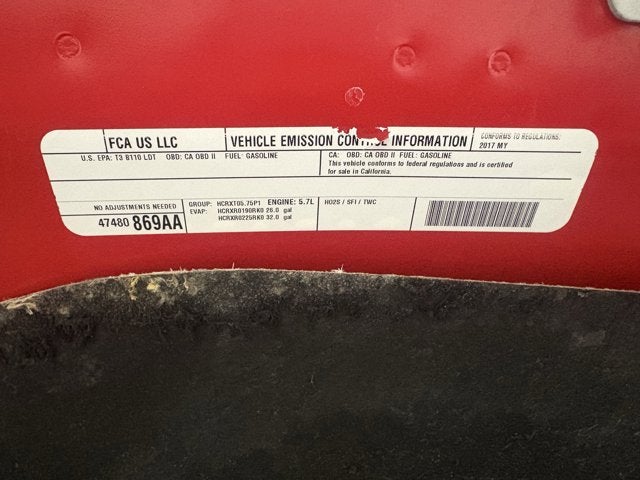 FCA US LLC
VEHICLE EMISSION CONTROL INFORMATION
CONFORMS TO REGULATIONS:
2017 MY
U.S. EPA: T3 B110 LDT OBD: CA OBD II FUEL: GASOLINE
CA: OBD: CA OBD II FUEL: GASOLINE
This vehicle conforms to federal regulations and is certified
for sale in California.
NO ADJUSTMENTS NEEDED
47480 869AA
GROUP: HCRXT05.75P1 ENGINE: 5.7L
EVAP: HCRXR0190RK0 26.0 gal
HCRXR0225RK0 32.0 gal
HO2S / SFI / TWC